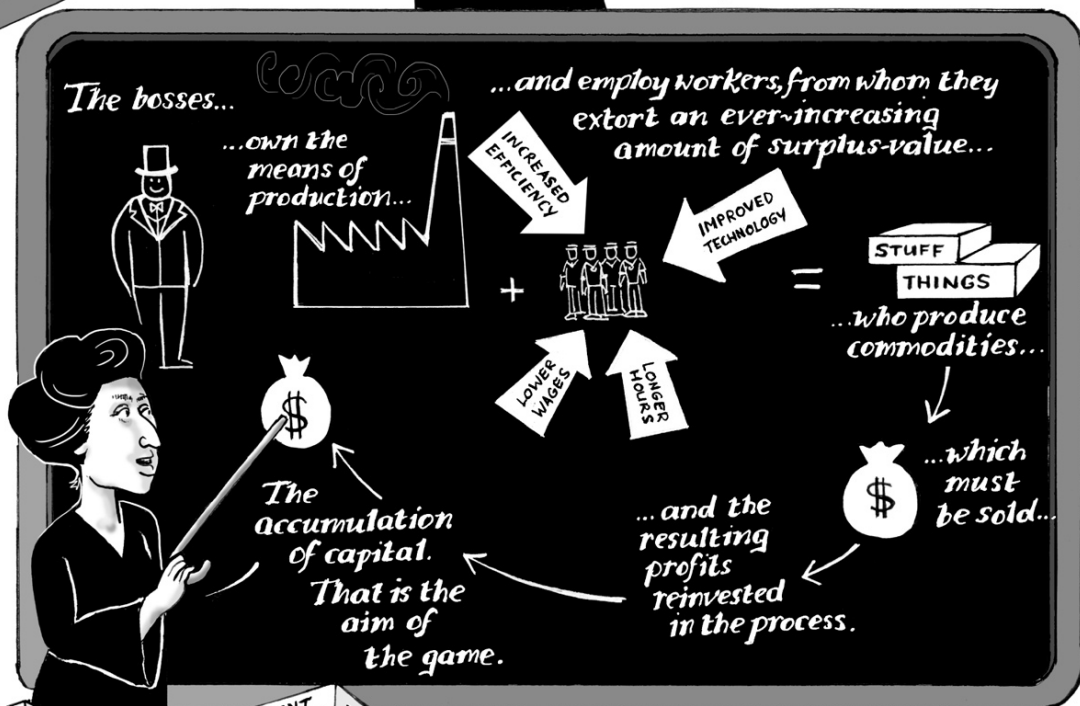 The bosses...
...own the
means of
production...
...and employ workers, from whom they
extort an ever-increasing
amount of surplus-value...
INCREASED
EFFICIENCY
IMPROVED
TECHNOLOGY
+
=
LOWER
WAGES
LONGER
HOURS
STUFF
THINGS
...who produce
commodities...
$
...which
must
be sold...
...and the
resulting
profits
reinvested
in the process.
$
The
accumulation
of capital.
That is the
aim of
the game.